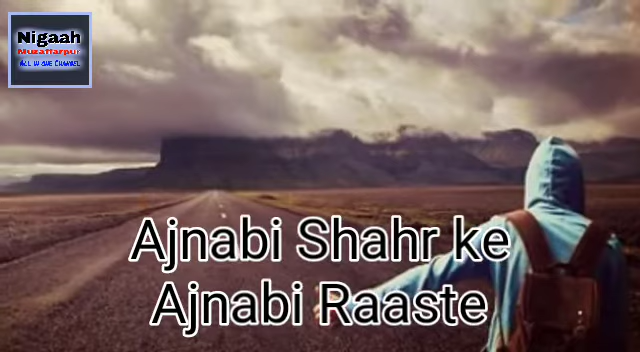 Nigaah
Muzaffarpur
All in one Channel
Ajnabi Shahr ke
Ajnabi Raaste